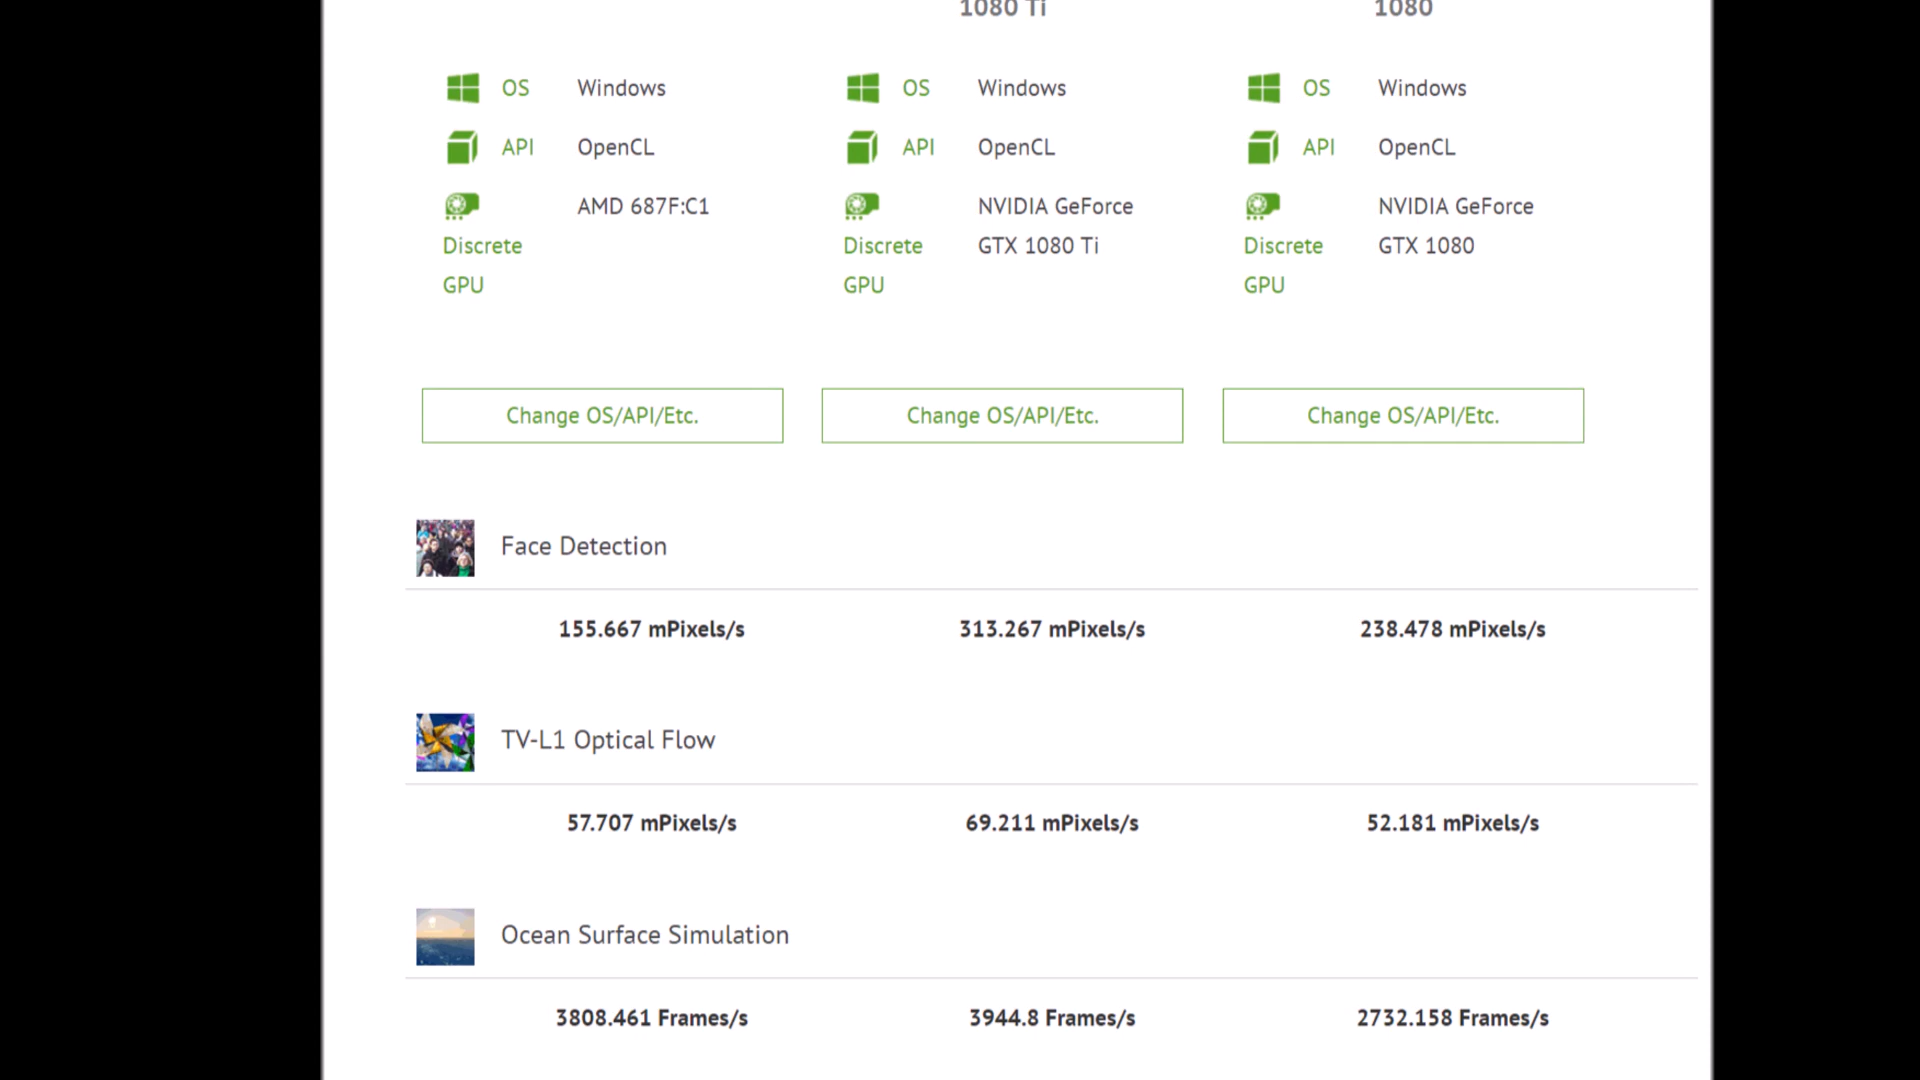 1080 Ti 1080
OS Windows OS Windows OS Windows
API OpenCL API OpenCL API OpenCL
AMD 687F:C1 NVIDIA GeForce NVIDIA GeForce
Discrete Discrete GTX 1080 Ti Discrete GTX 1080
GPU GPU GPU
Change OS/API/Etc. Change OS/API/Etc. Change OS/API/Etc.
Face Detection
155.667 mPixels/s 313.267 mPixels/s 238.478 mPixels/s
TV-L1 Optical Flow
57.707 mPixels/s 69.211 mPixels/s 52.181 mPixels/s
Ocean Surface Simulation
3808.461 Frames/s 3944.8 Frames/s 2732.158 Frames/s